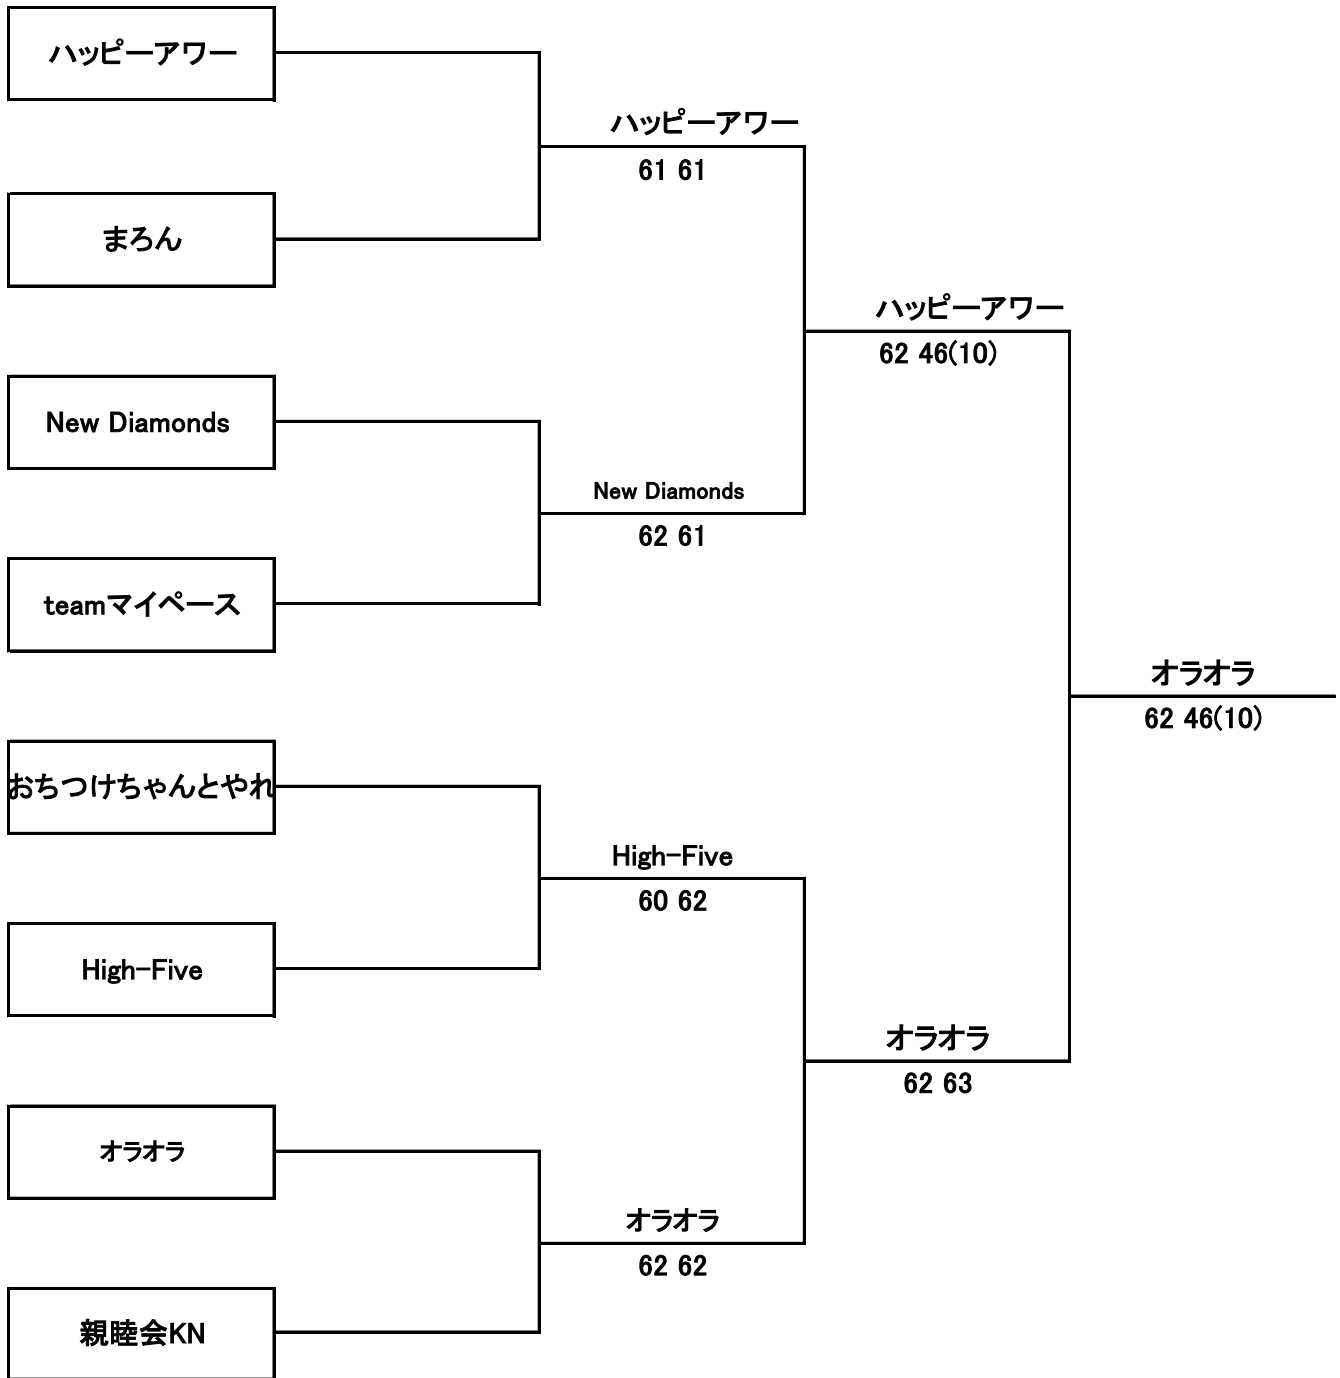 ハッピーアワー
ハッピーアワー
61 61
まろん
ハッピーアワー
62 46(10)
New Diamonds
New Diamonds
62 61
teamマイペース
オラオラ
62 46(10)
おちつけちゃんとやれ
High-Five
60 62
High-Five
オラオラ
62 63
オラオラ
オラオラ
62 62
親睦会KN